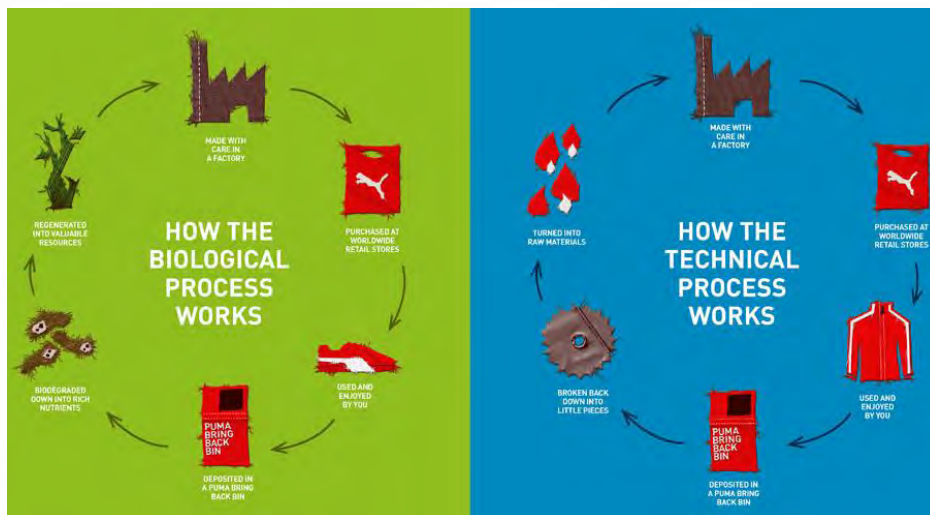 MADE WITH
CARE IN
A FACTORY
PURCHASED AT
WORLDWIDE
RETAIL STORES
USED AND
ENJOYED
BY YOU
PUMA
BRING
BACK
BIN
DEPOSITED IN
A PUMA BRING
BACK BIN
BIODEGRADED
DOWN INTO RICH
NUTRIENTS
REGENERATED
INTO VALUABLE
RESOURCES
HOW THE
BIOLOGICAL
PROCESS
WORKS
MADE WITH
CARE IN
A FACTORY
PURCHASED AT
WORLDWIDE
RETAIL STORES
USED AND
ENJOYED BY
YOU
PUMA
BRING
BACK
BIN
DEPOSITED IN
A PUMA BRING
BACK BIN
BROKEN BACK
DOWN INTO
LITTLE PIECES
TURNED INTO
RAW MATERIALS
HOW THE
TECHNICAL
PROCESS
WORKS